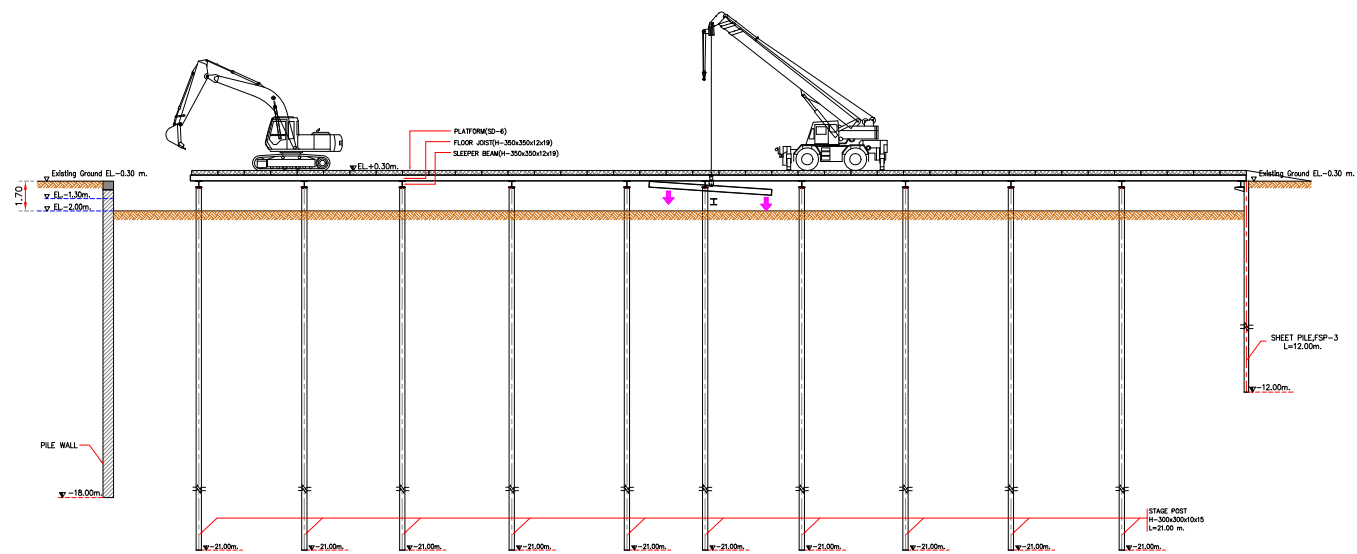 PLATFORM(SD-6)
FLOOR JOIST(H-350x350x12x19)
SLEEPER BEAM(H-350x350x12x19)
EL.+0.30m.
Existing Ground EL.-0.30 m.
Existing Ground EL.-0.30 m.
1.70
EL.-1.30m.
EL.-2.00m.
SHEET PILE,FSP-3
L=12.00m.
-12.00m.
PILE WALL
-18.00m.
STAGE POST
H-300x300x10x15
L=21.00 m.
-21.00m.
-21.00m.
-21.00m.
-21.00m.
-21.00m.
-21.00m.
-21.00m.
-21.00m.
-21.00m.
-21.00m.